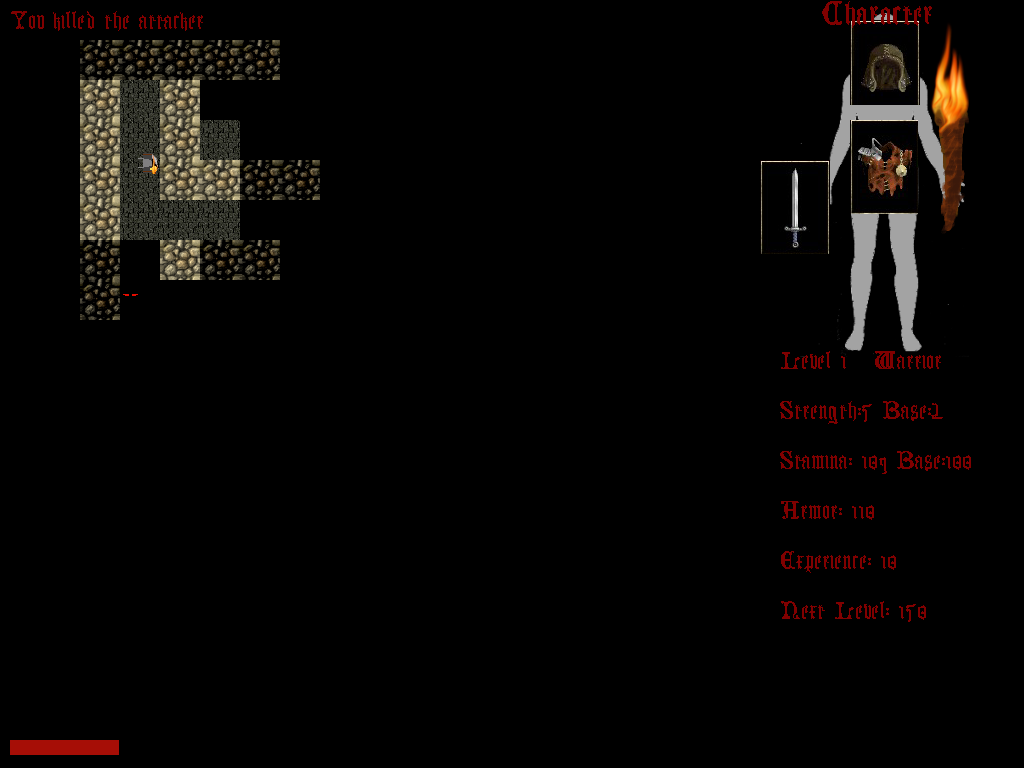 You killed the attacker
Character
Level 1 Warrior
Strength:5 Base:1
Stamina: 109 Base:100
Armor: 110
Experience: 10
Next Level: 150